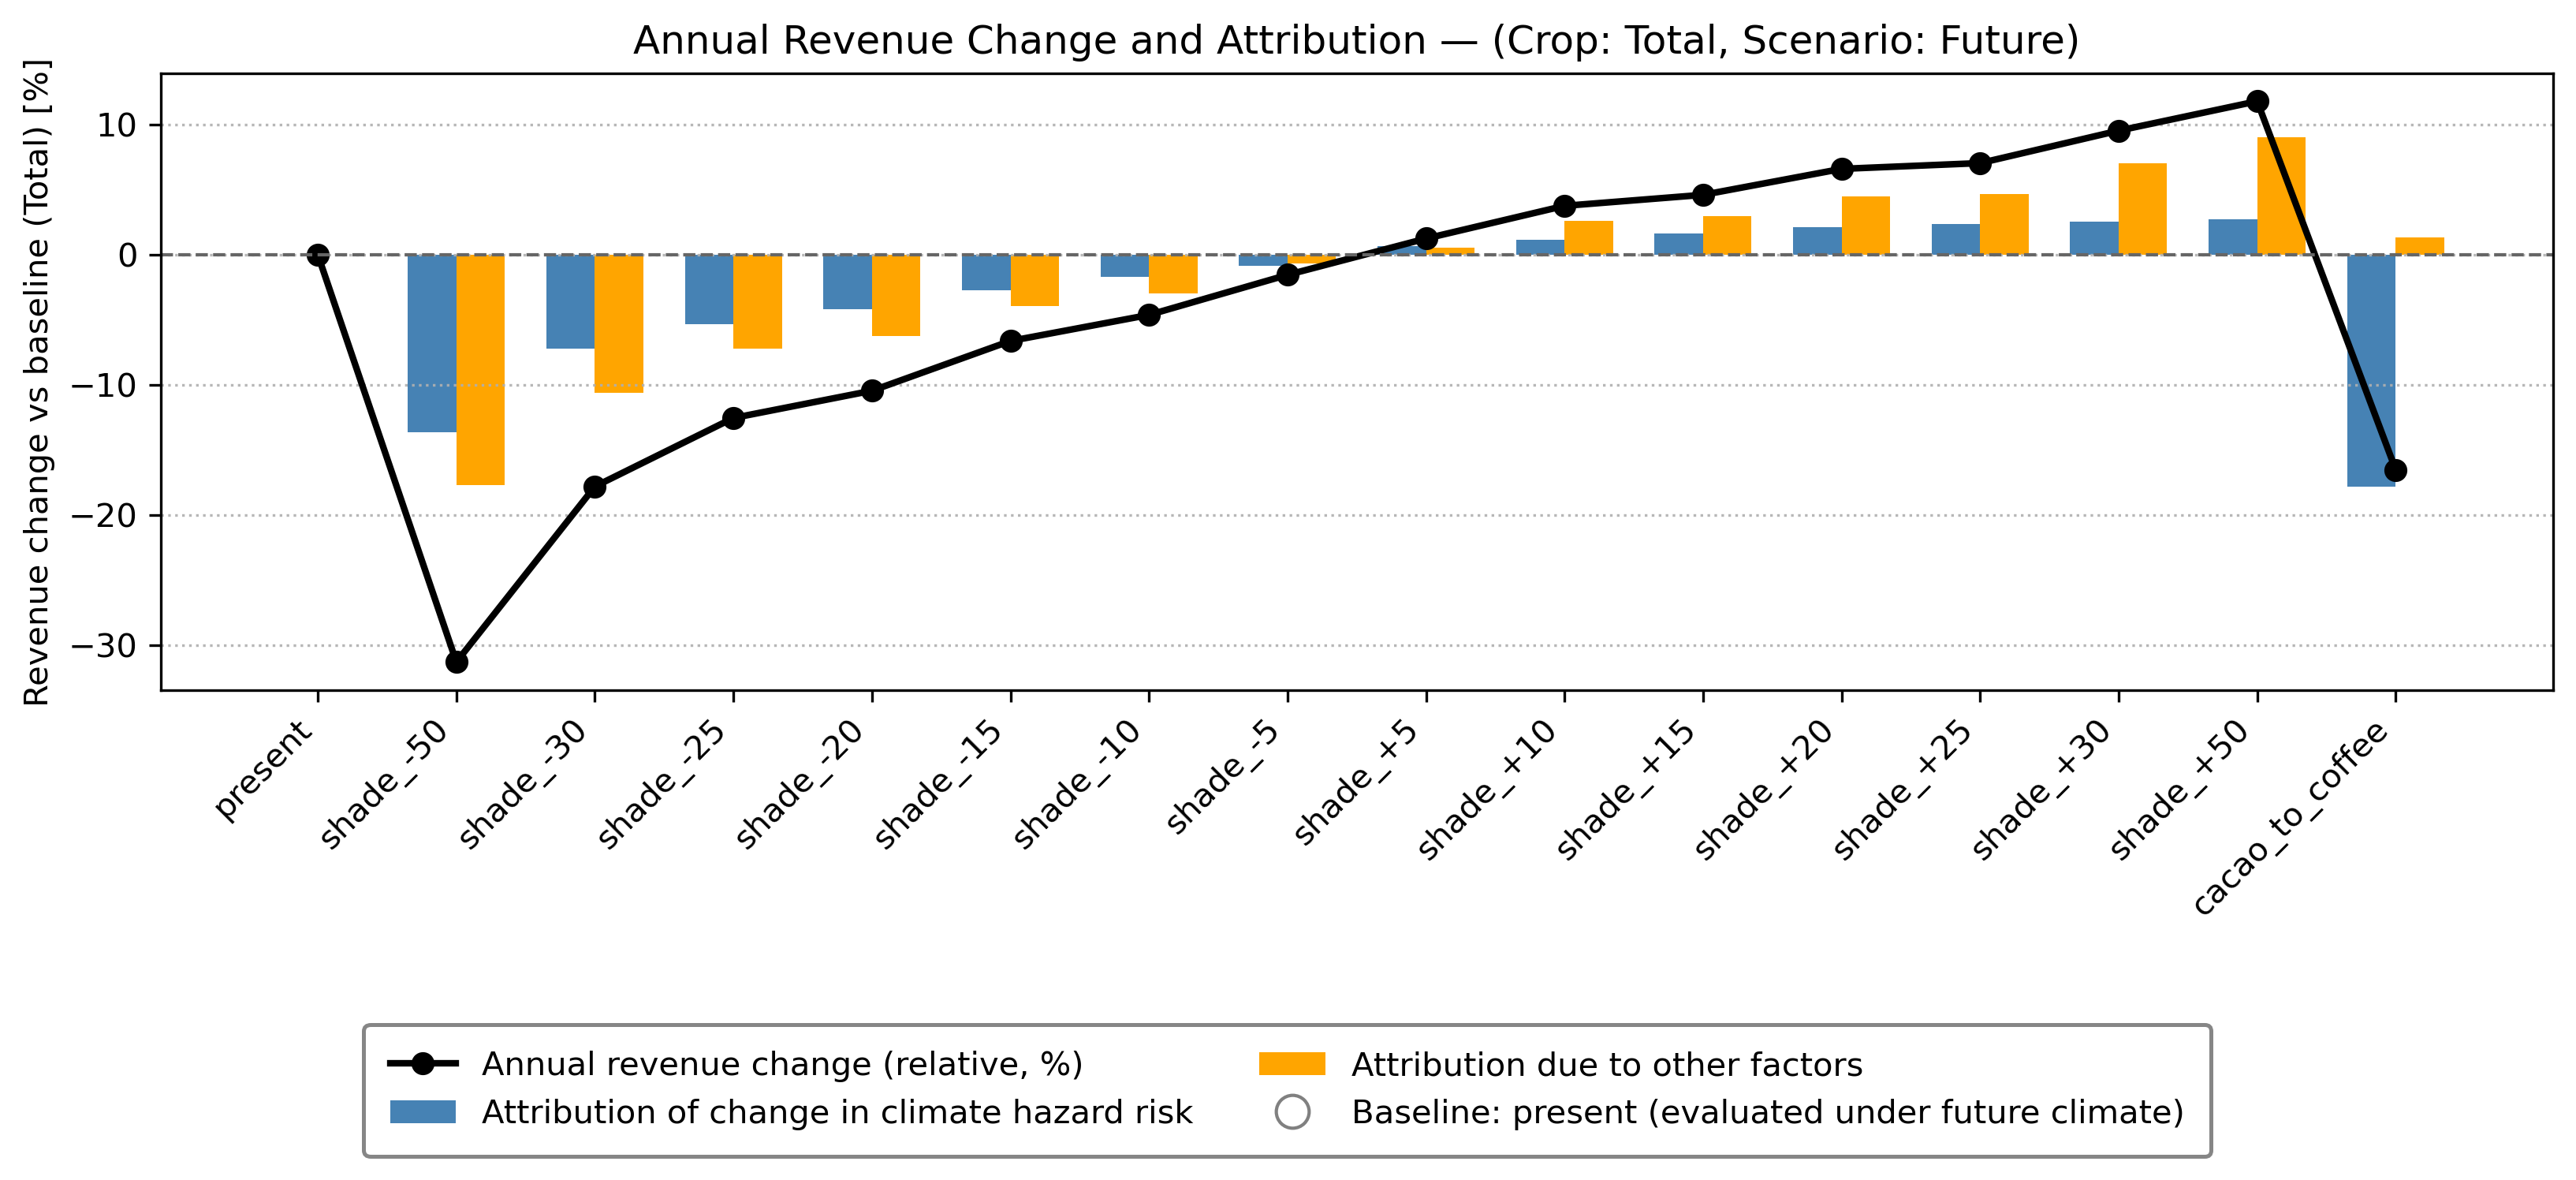 Annual Revenue Change and Attribution — (Crop: Total, Scenario: Future)
Revenue change vs baseline (Total) [%]
10
0
−10
−20
−30
present
shade_-50
shade_-30
shade_-25
shade_-20
shade_-15
shade_-10
shade_-5
shade_+5
shade_+10
shade_+15
shade_+20
shade_+25
shade_+30
shade_+50
cacao_to_coffee
Annual revenue change (relative, %)
Attribution of change in climate hazard risk
Attribution due to other factors
Baseline: present (evaluated under future climate)